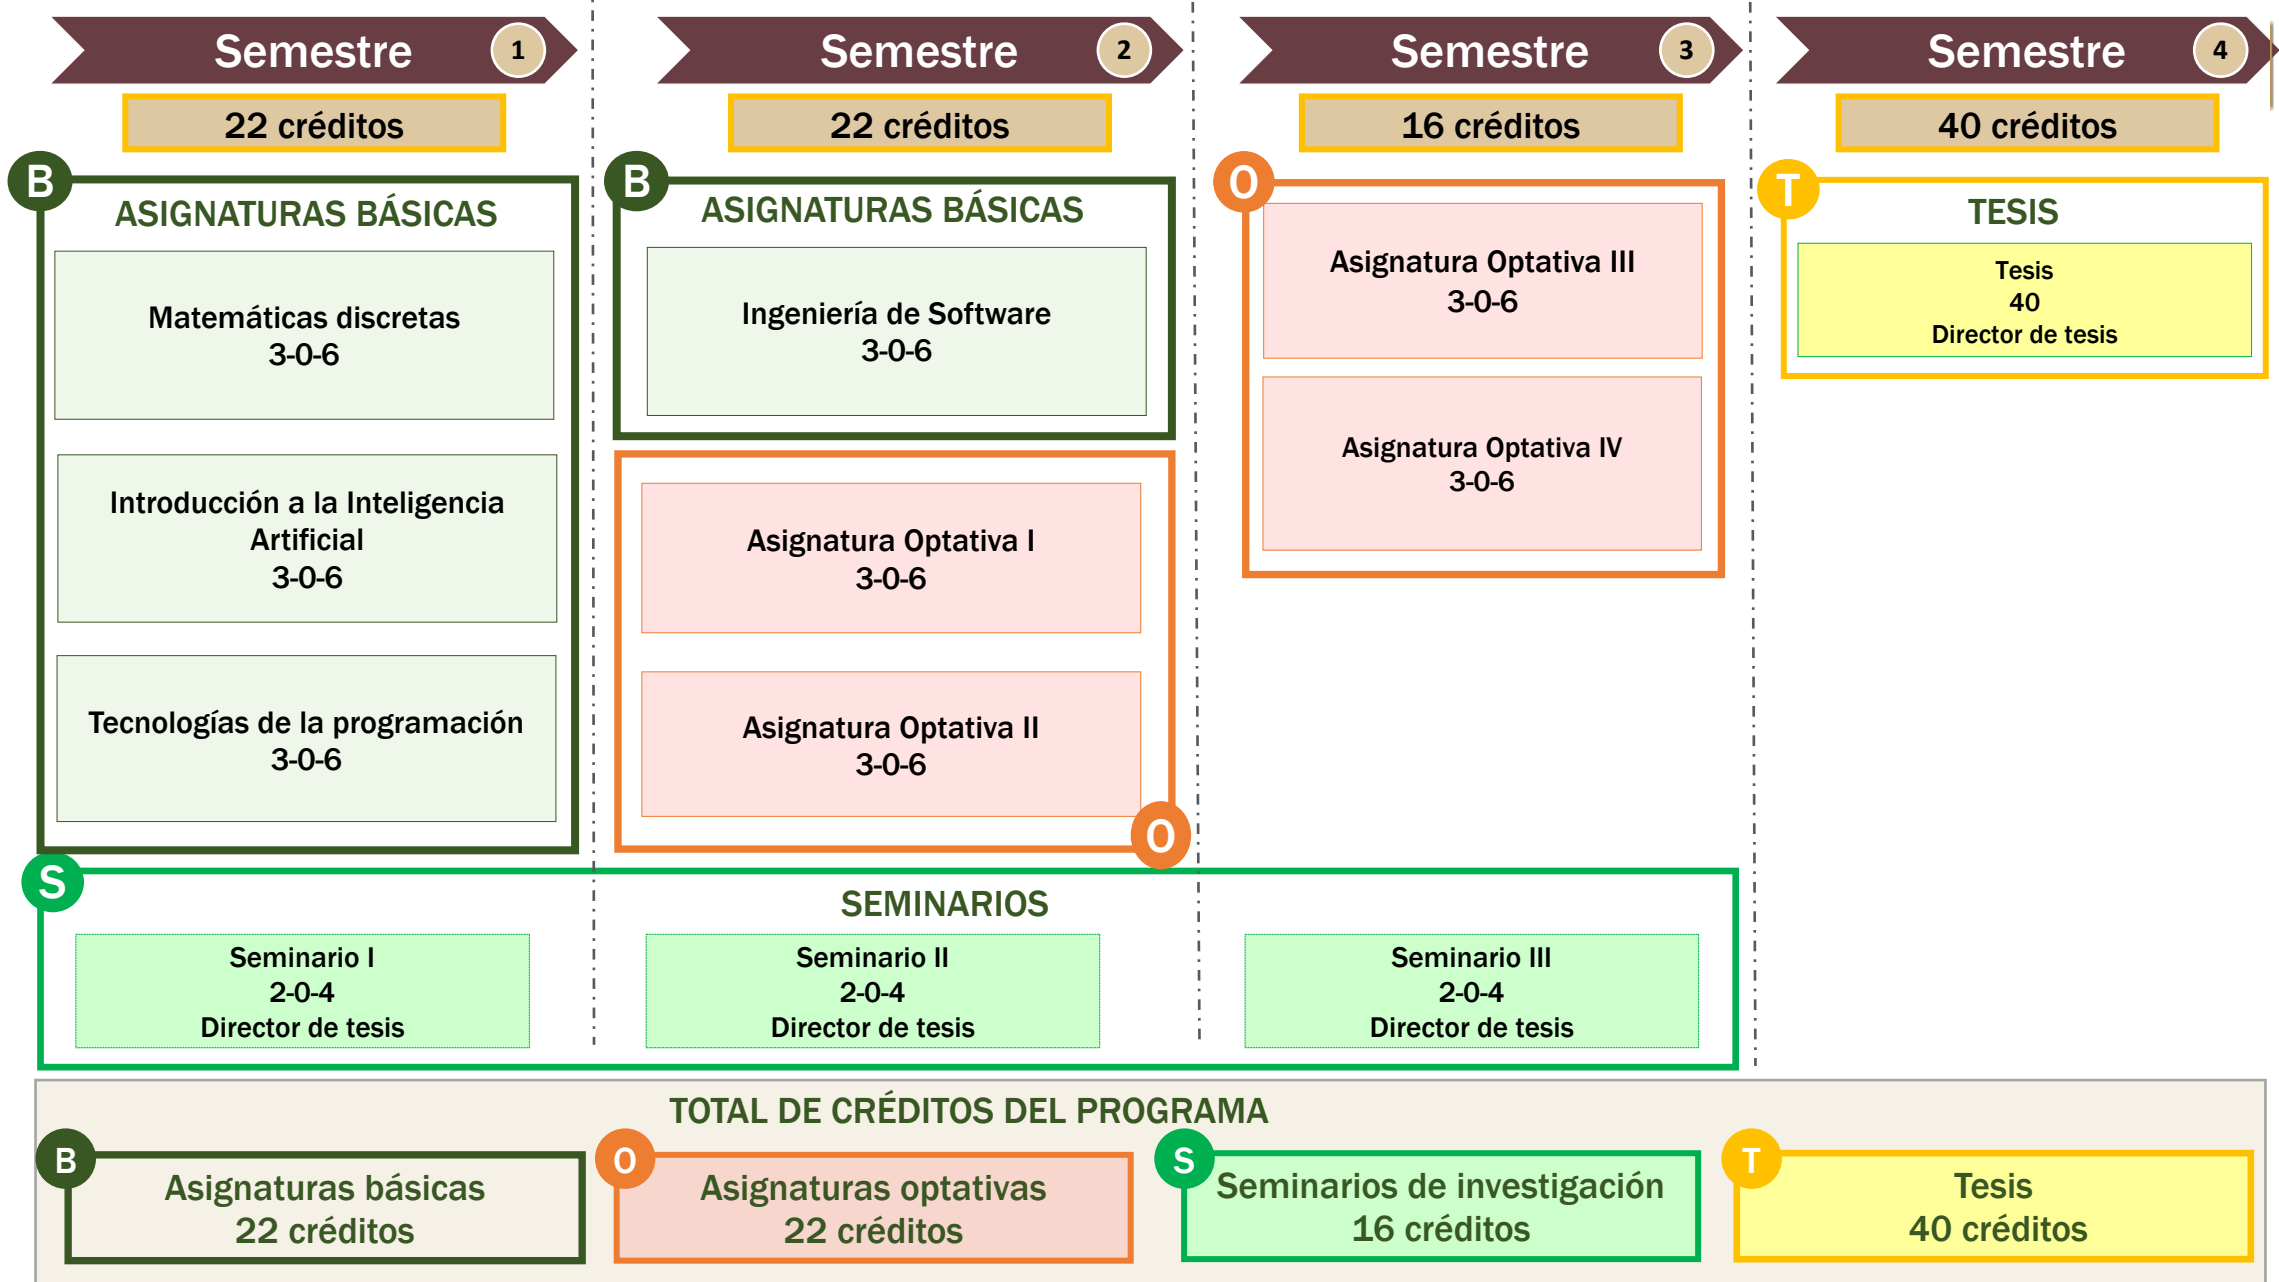 Semestre 1
22 créditos
B
ASIGNATURAS BÁSICAS
Matemáticas discretas
3-0-6
Introducción a la Inteligencia
Artificial
3-0-6
Tecnologías de la programación
3-0-6
Semestre 2
22 créditos
B
ASIGNATURAS BÁSICAS
Ingeniería de Software
3-0-6
Asignatura Optativa I
3-0-6
Asignatura Optativa II
3-0-6
O
Semestre 3
16 créditos
O
Asignatura Optativa III
3-0-6
Asignatura Optativa IV
3-0-6
Semestre 4
40 créditos
T
TESIS
Tesis
40
Director de tesis
S
SEMINARIOS
Seminario I
2-0-4
Director de tesis
Seminario II
2-0-4
Director de tesis
Seminario III
2-0-4
Director de tesis
TOTAL DE CRÉDITOS DEL PROGRAMA
B
Asignaturas básicas
22 créditos
O
Asignaturas optativas
22 créditos
S
Seminarios de investigación
16 créditos
T
Tesis
40 créditos